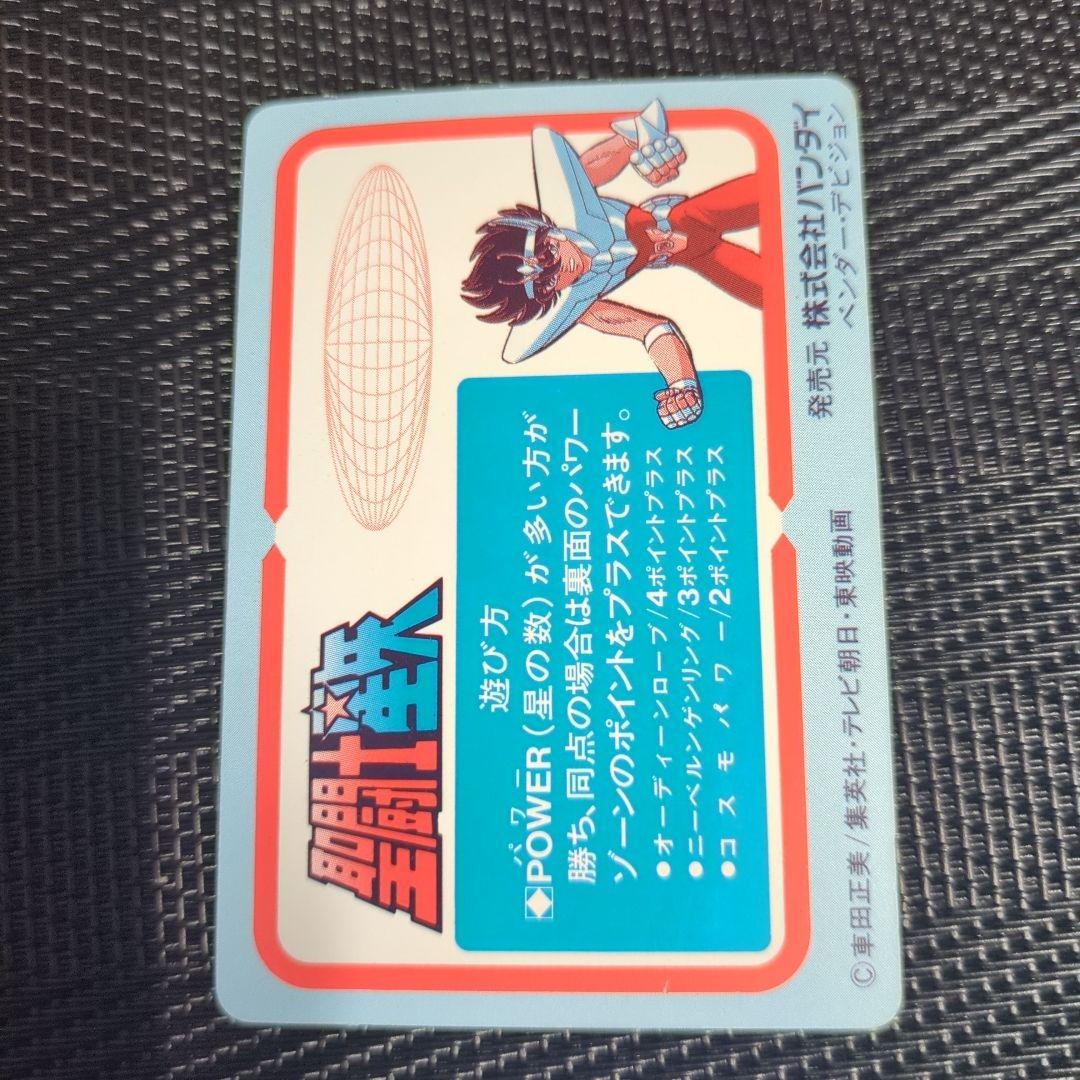 聖闘士星矢
遊び方
パワー
◆POWER(星の数)が多い方が
勝ち、同点の場合は裏面のパワー
ゾーンのポイントをプラスできます。
●オーディーンローブ/4ポイントプラス
●ニーベルンゲンリング/3ポイントプラス
●コスモパワー/2ポイントプラス
©車田正美/集英社・テレビ朝日・東映動画
発売元 株式会社バンダイ
ベンダー・デビジョン